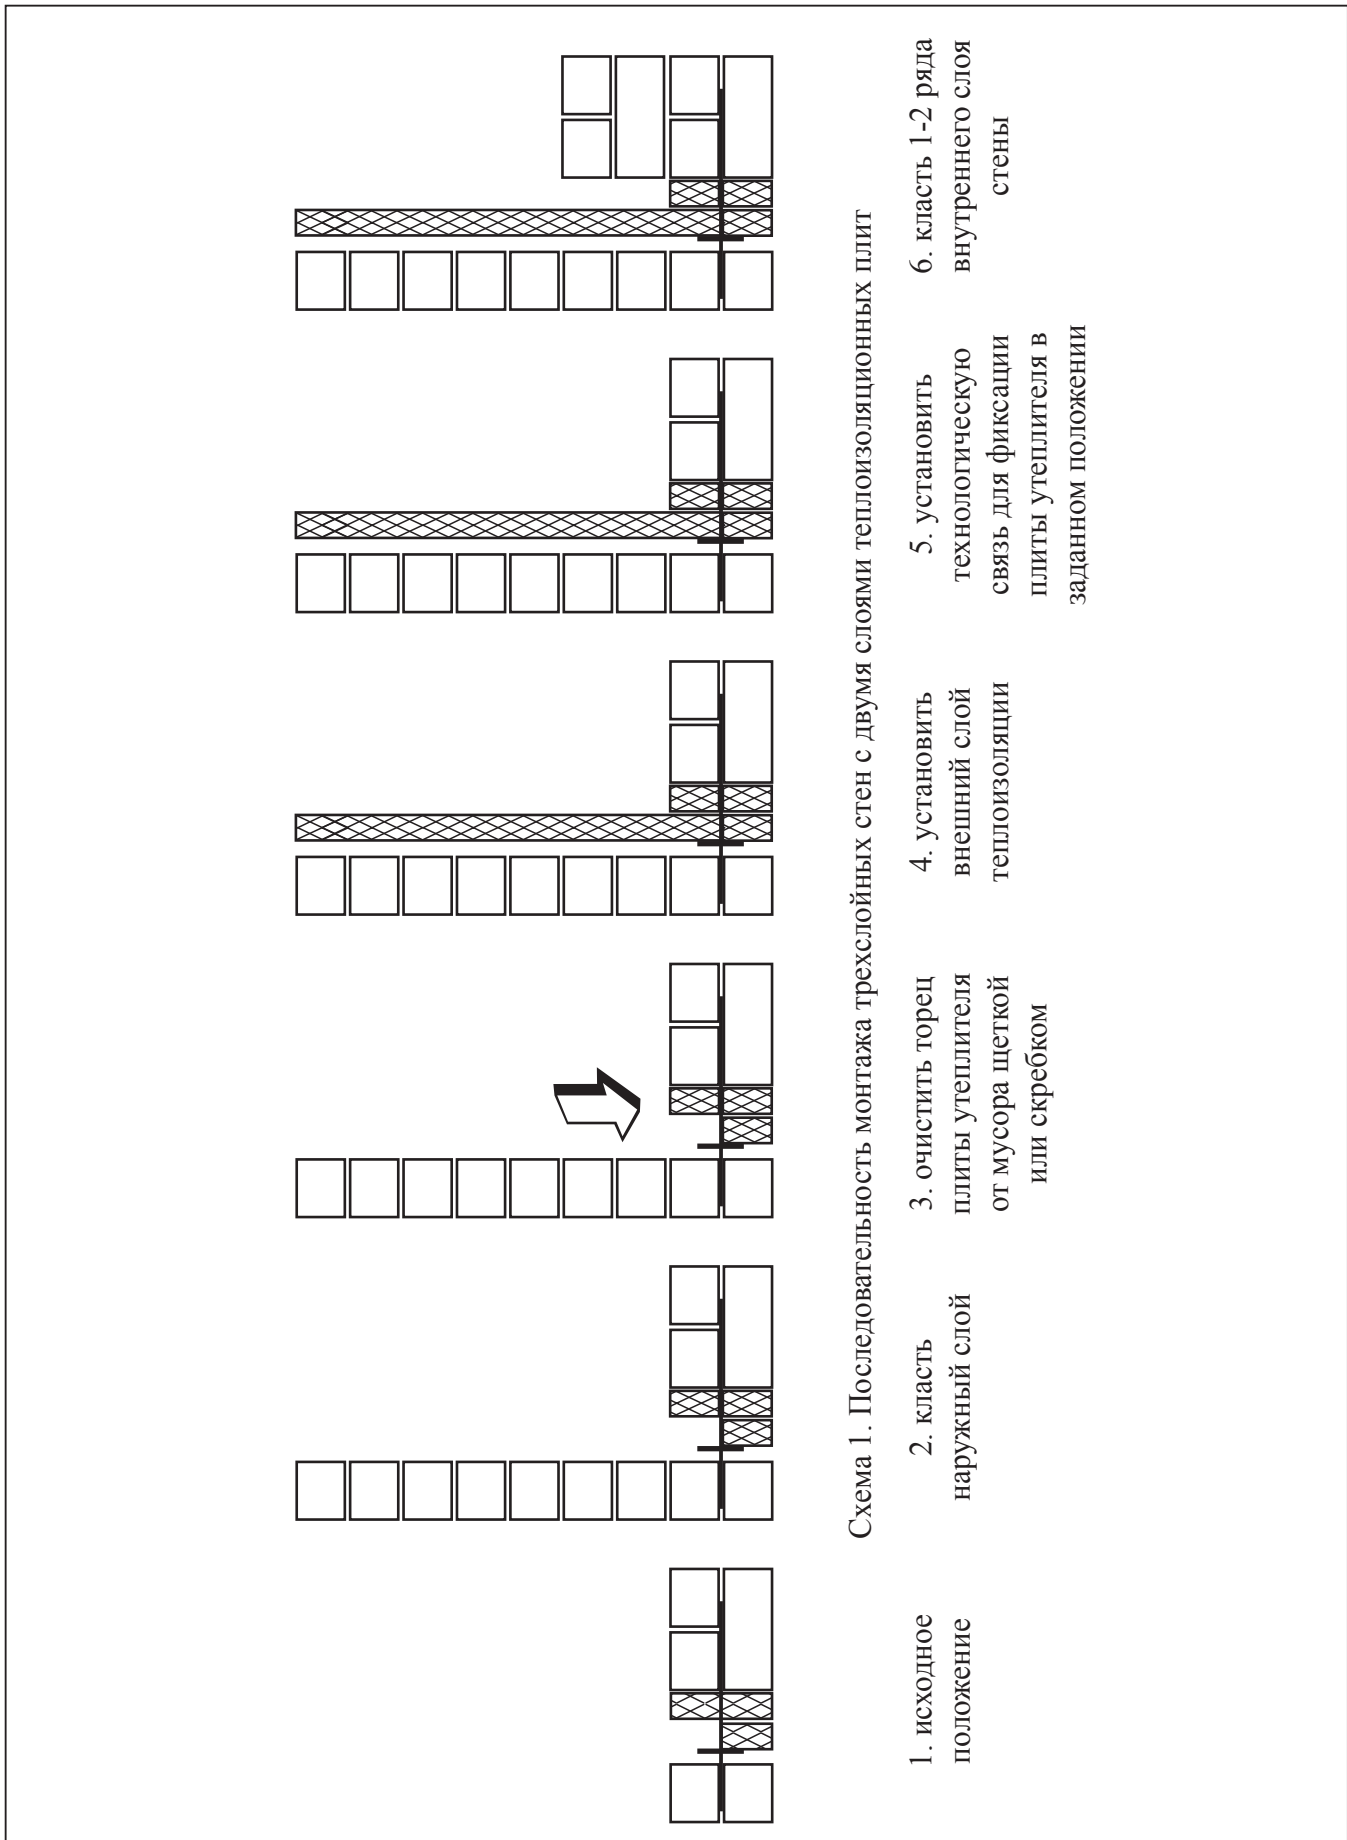 Схема 1. Последовательность монтажа трехслойных стен с двумя слоями теплоизоляционных плит
1. исходное
положение
2. класть
наружный слой
3. очистить торец
плиты утеплителя
от мусора щеткой
или скребком
4. установить
внешний слой
теплоизоляции
5. установить
технологическую
связь для фиксации
плиты утеплителя в
заданном положении
6. класть 1-2 ряда
внутреннего слоя
стены